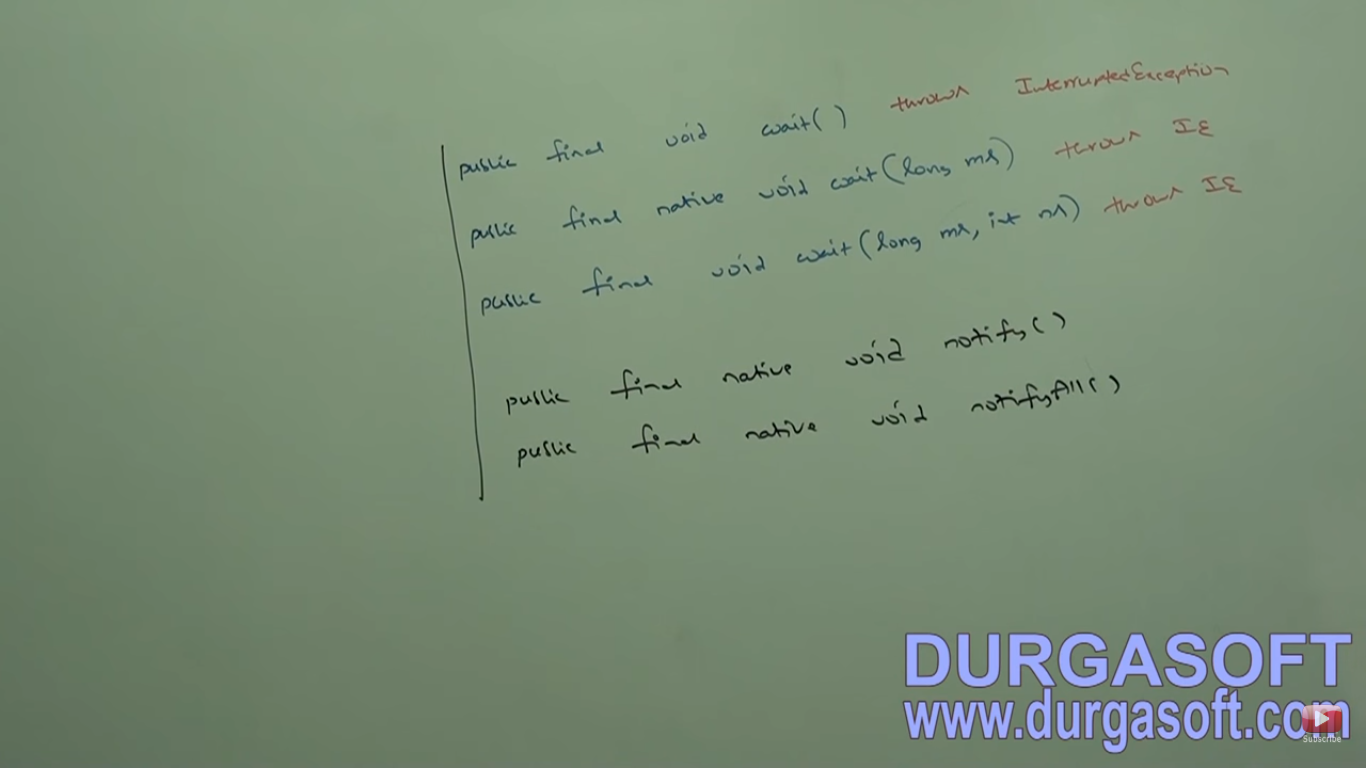 public final void wait() throws InterruptedException
public final native void wait(long ms) throws IE
public final void wait(long ms, int ns) throws IE
public final native void notify()
public final native void notifyAll()
DURGASOFT
www.durgasoft.com
Subscribe